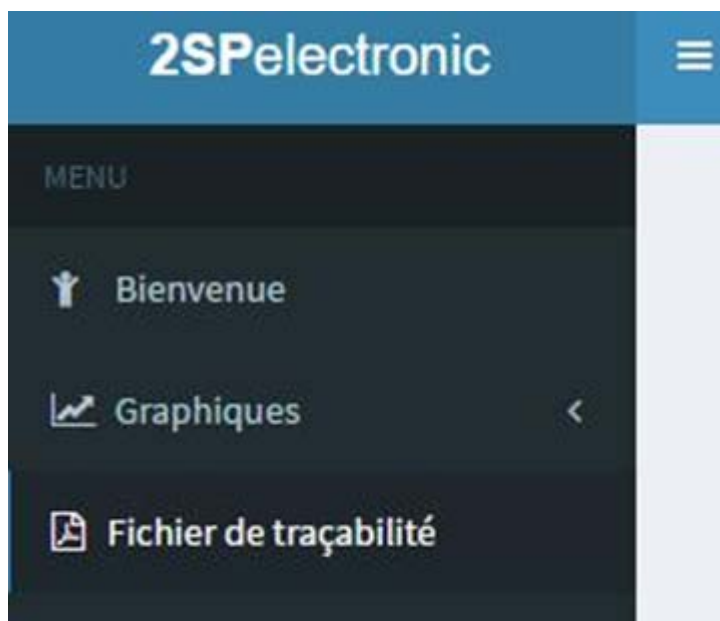 2SPelectronic
MENU
Bienvenue
Graphiques
Fichier de traçabilité